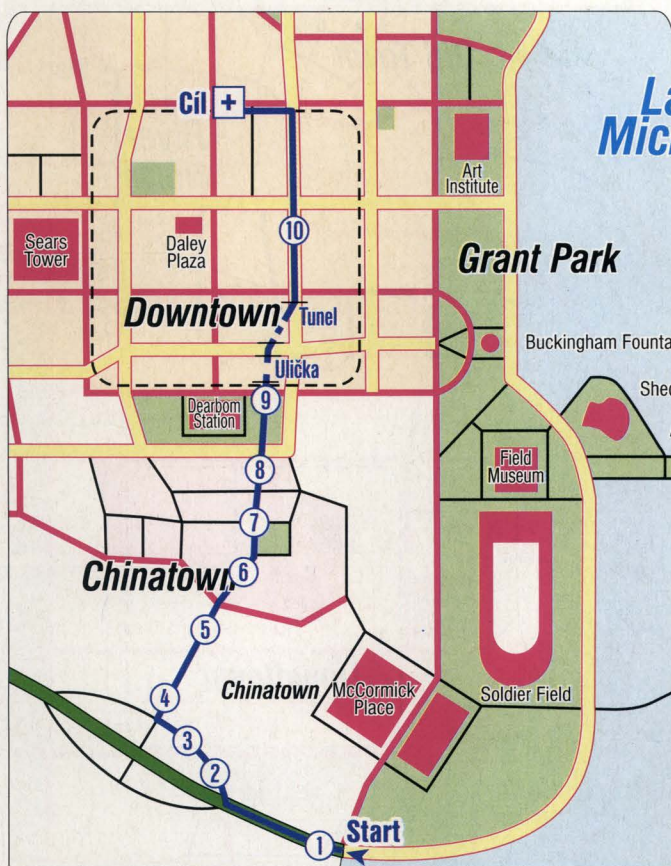 Cíl
Art
Institute
10
Sears
Tower
Daley
Plaza
Grant Park
Downtown
Tunel
Buckingham
Ulička
9
Dearbom
Station
8
Field
Museum
7
Chinatown
6
5
Chinatown
McCormick
Place
Soldier Field
4
3
2
1
Start